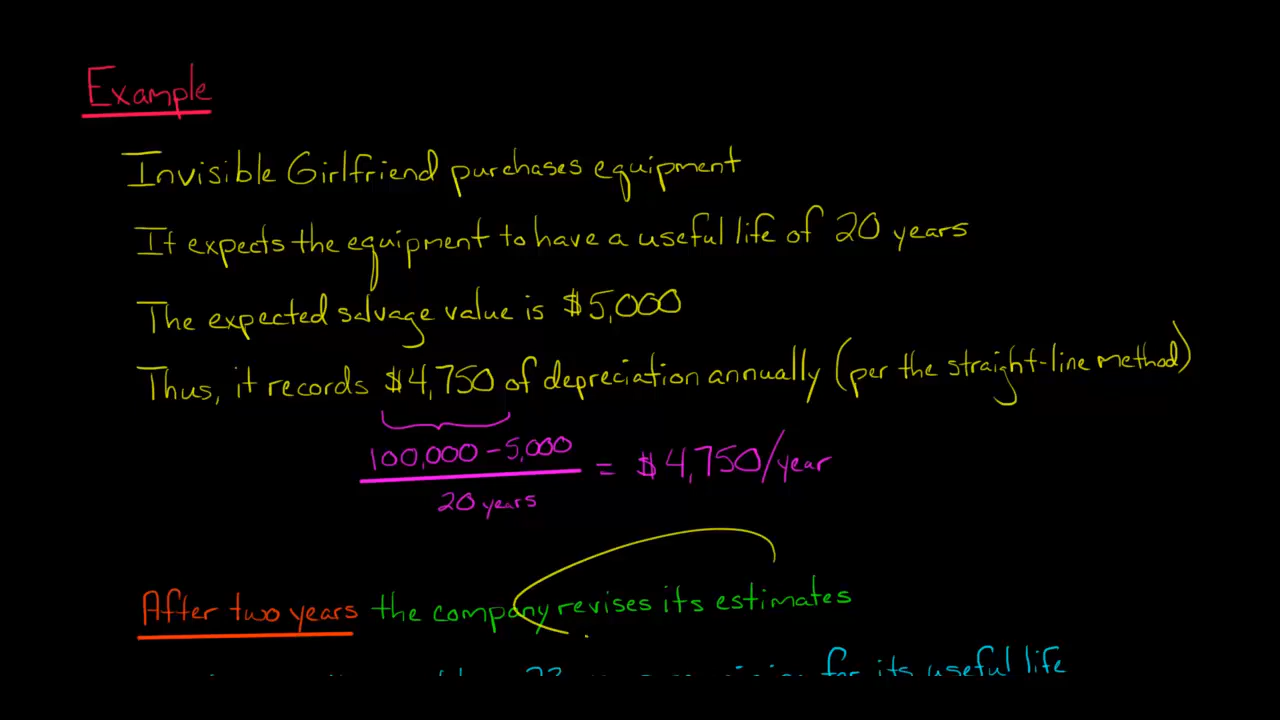 Example
Invisible Girlfriend purchases equipment
It expects the equipment to have a useful life of 20 years
The expected salvage value is $5,000
Thus, it records $4,750 of depreciation annually (per the straight-line method)
100,000 - 5,000
= $4,750/year
20 years
After two years the company revises its estimates
for its useful life